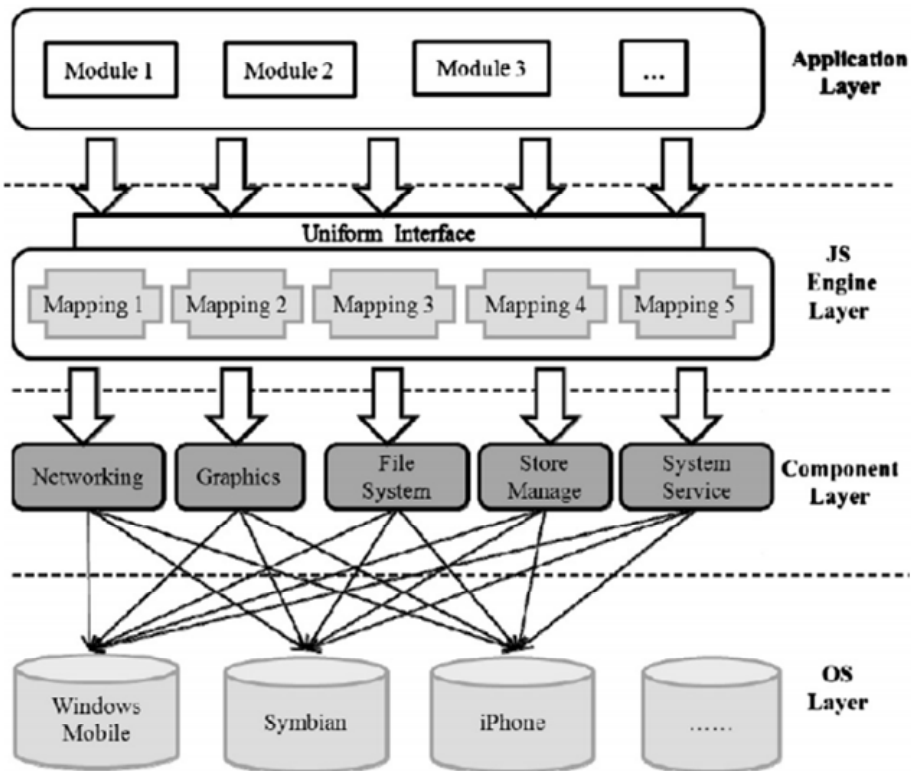 Module 1
Module 2
Module 3
...
Application
Layer
Uniform Interface
JS
Engine
Layer
Mapping 1
Mapping 2
Mapping 3
Mapping 4
Mapping 5
Networking
Graphics
File
System
Store
Manage
System
Service
Component
Layer
Windows
Mobile
Symbian
iPhone
......
OS
Layer